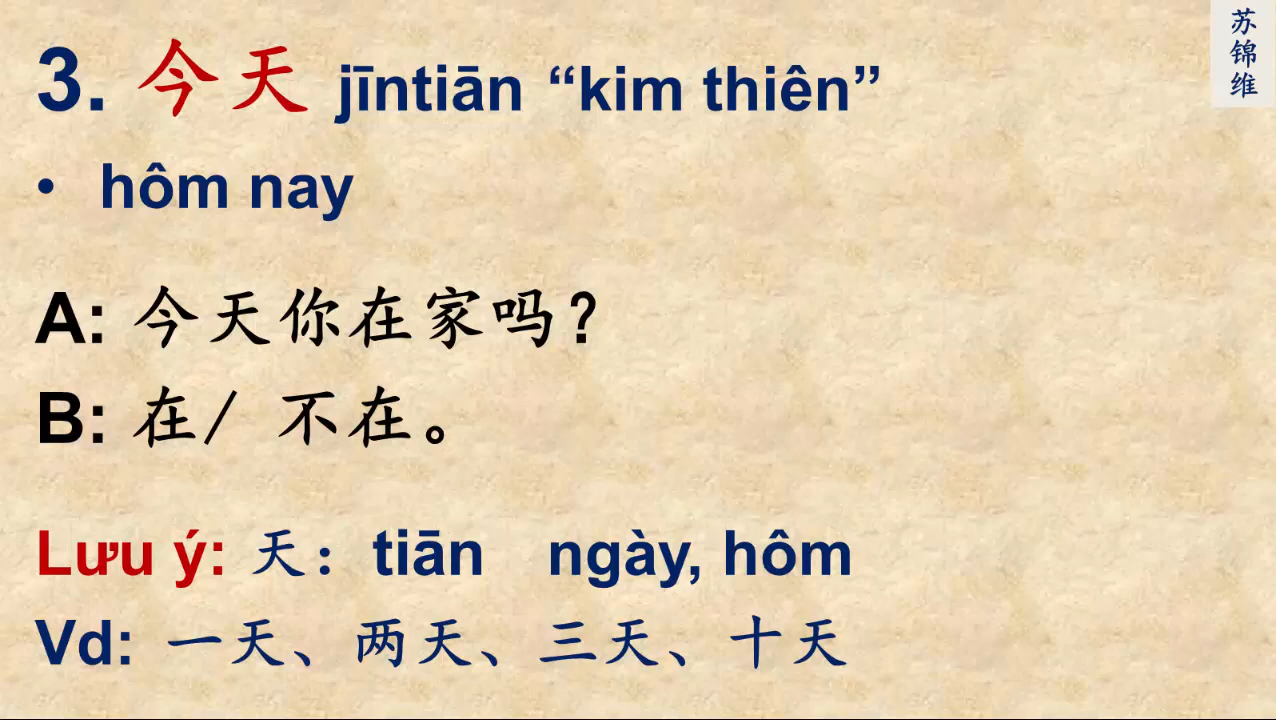 3. 今天 jīntiān “kim thiên”
• hôm nay
A: 今天你在家吗？
B: 在/ 不在。
Lưu ý: 天：tiān ngày, hôm
Vd: 一天、两天、三天、十天
苏锦维